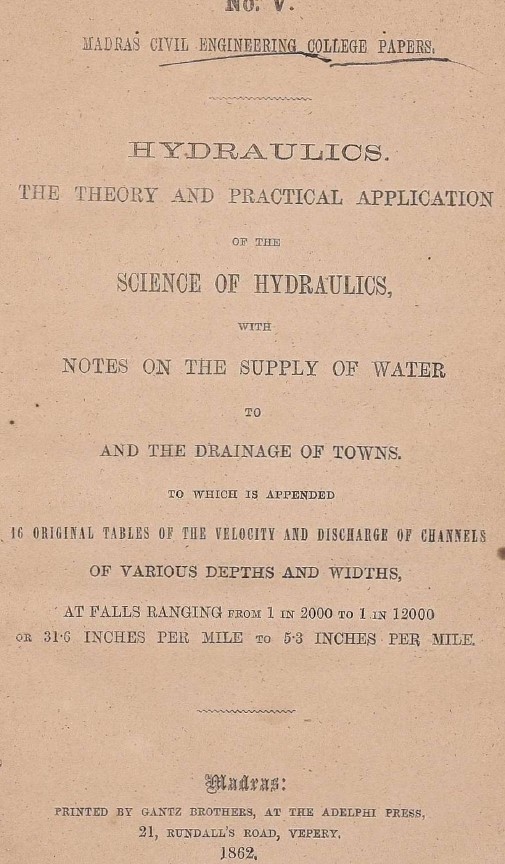 No. V.
MADRAS CIVIL ENGINEERING COLLEGE PAPERS.
HYDRAULICS.
THE THEORY AND PRACTICAL APPLICATION
OF THE
SCIENCE OF HYDRAULICS,
WITH
NOTES ON THE SUPPLY OF WATER
TO
AND THE DRAINAGE OF TOWNS.
TO WHICH IS APPENDED
16 ORIGINAL TABLES OF THE VELOCITY AND DISCHARGE OF CHANNELS
OF VARIOUS DEPTHS AND WIDTHS,
AT FALLS RANGING FROM 1 IN 2000 TO 1 IN 12000
OR 31·6 INCHES PER MILE TO 5·3 INCHES PER MILE.
Madras:
PRINTED BY GANTZ BROTHERS, AT THE ADELPHI PRESS,
21, RUNDALL'S ROAD, VEPERY,
1862.